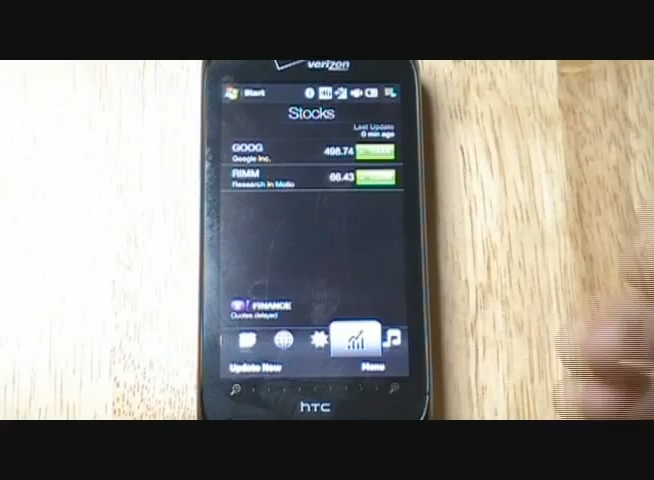 verizon
Start
Stocks
Last Update
0 min ago
GOOG
Google Inc.
498.74
RIMM
Research In Motio
66.43
FINANCE
Quotes delayed
Update Now
Menu
hTC